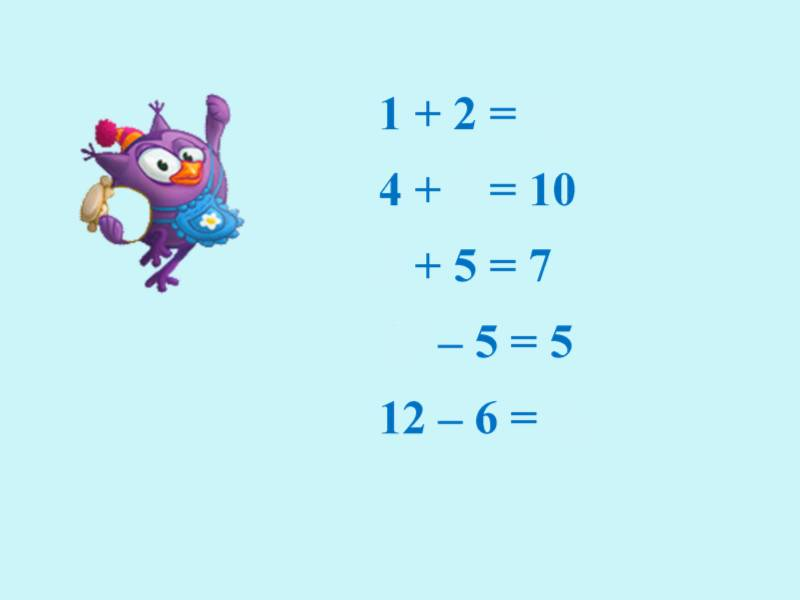 1 + 2 =
4 + = 10
+ 5 = 7
– 5 = 5
12 – 6 =